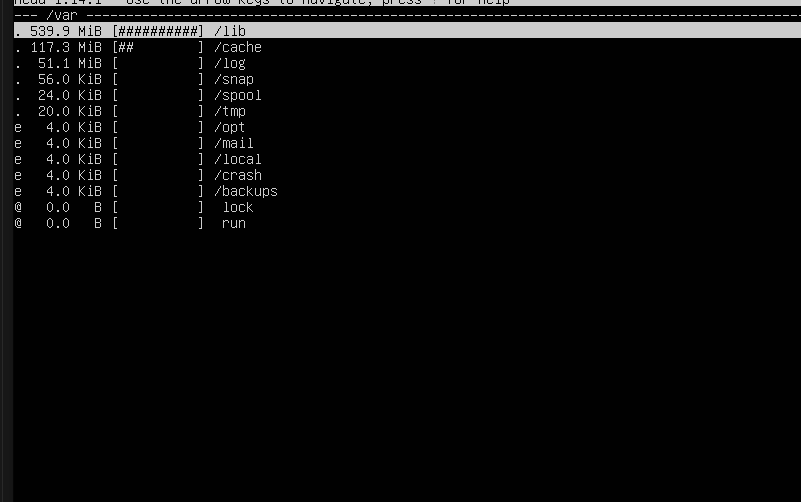 ncdu 1.14.1 ~ Use the arrow keys to navigate, press ? for help
--- /var ---------------------------------------------------------------------------------------
. 539.9 MiB [##########] /lib
. 117.3 MiB [##        ] /cache
.  51.1 MiB [          ] /log
.  56.0 KiB [          ] /snap
.  24.0 KiB [          ] /spool
.  20.0 KiB [          ] /tmp
e   4.0 KiB [          ] /opt
e   4.0 KiB [          ] /mail
e   4.0 KiB [          ] /local
e   4.0 KiB [          ] /crash
e   4.0 KiB [          ] /backups
@   0.0   B [          ]  lock
@   0.0   B [          ]  run